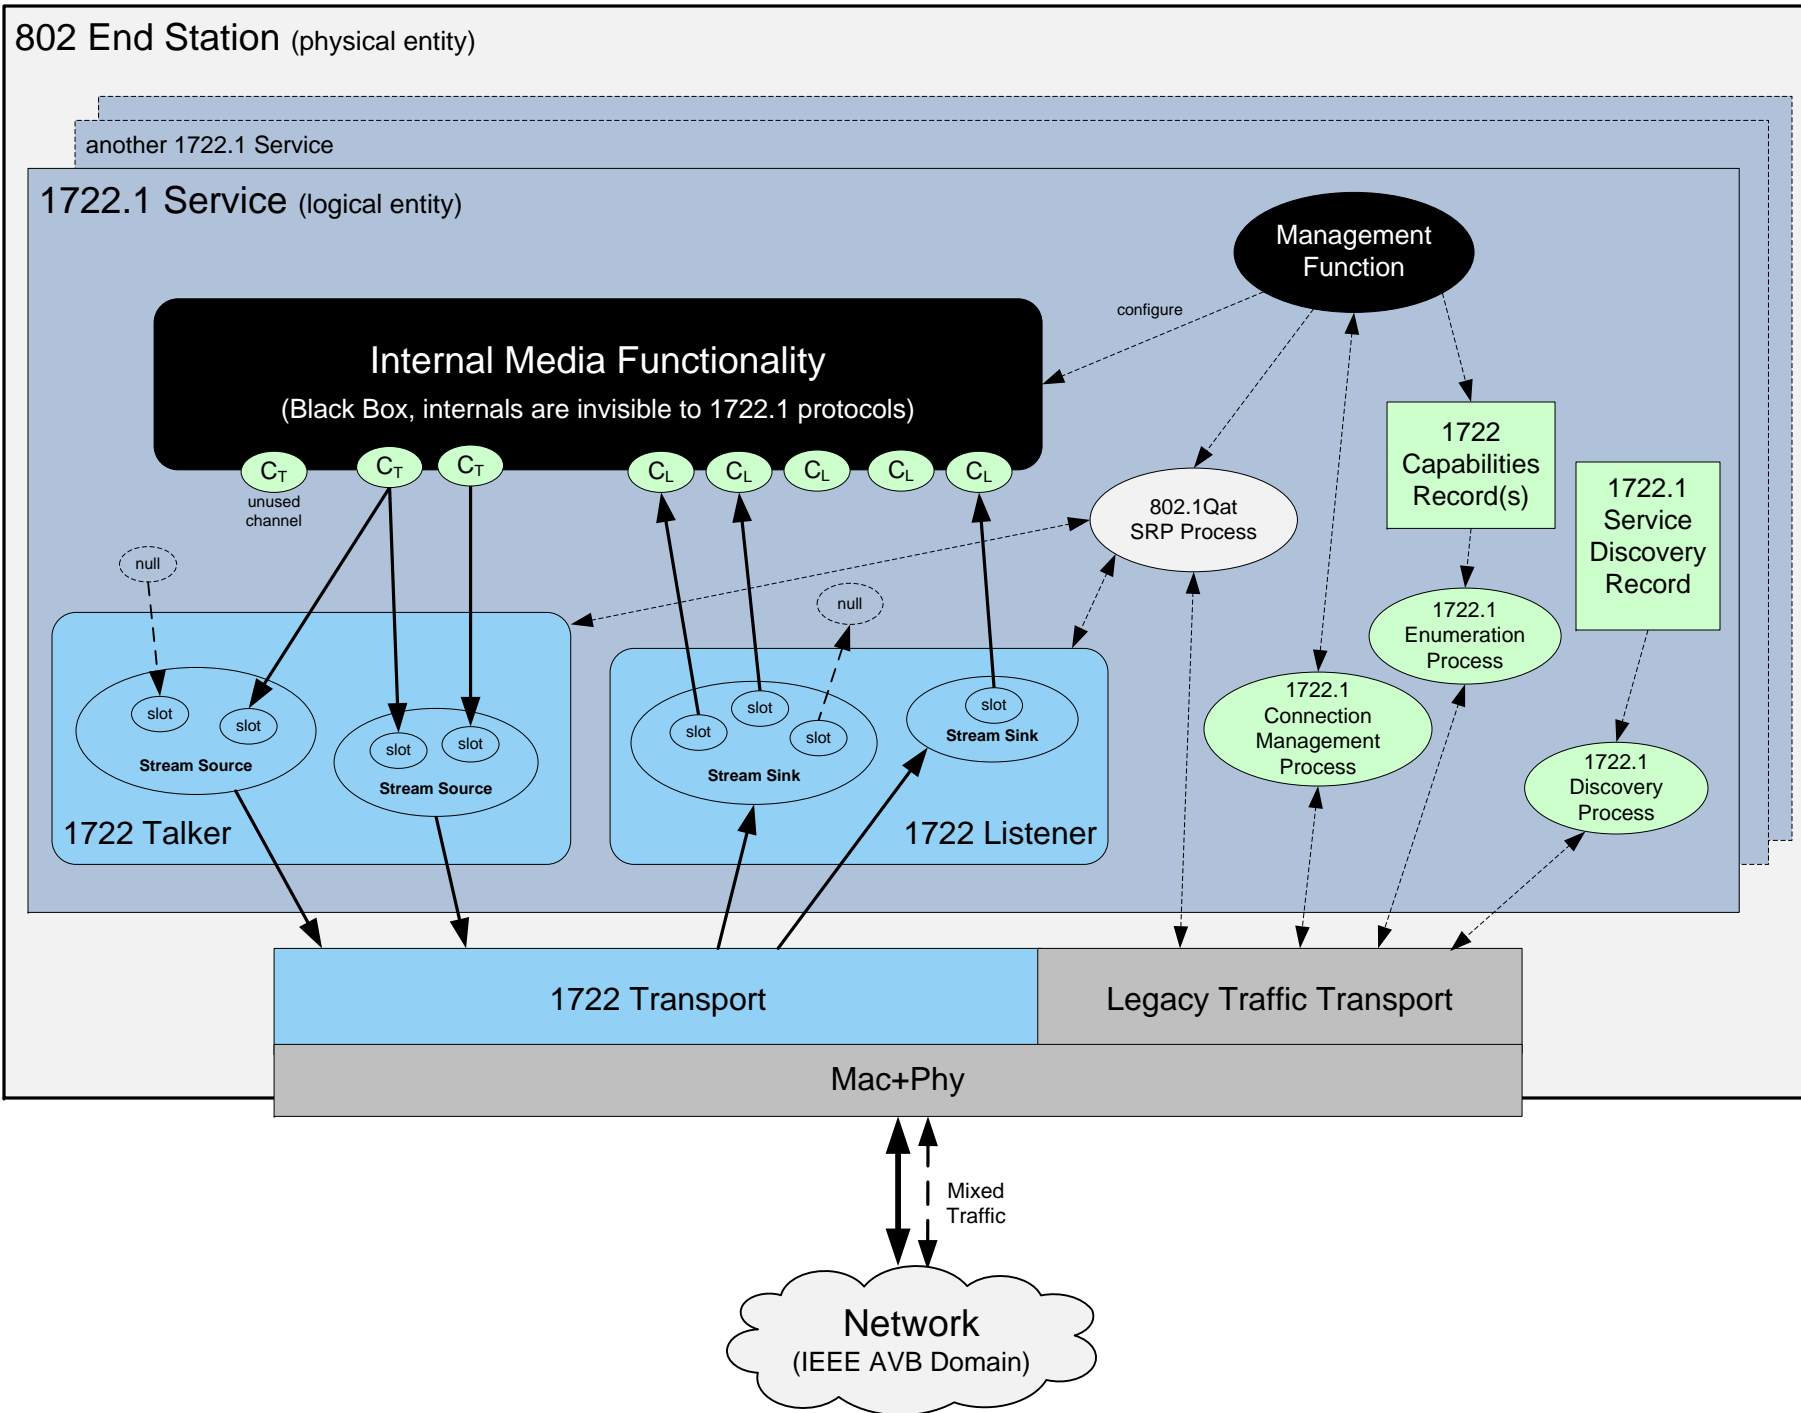 802 End Station (physical entity)
another 1722.1 Service
1722.1 Service (logical entity)
Management
Function
configure
Internal Media Functionality
(Black Box, internals are invisible to 1722.1 protocols)
CT
CT
CT
CL
CL
CL
CL
CL
unused
channel
802.1Qat
SRP Process
1722
Capabilities
Record(s)
1722.1
Service
Discovery
Record
null
null
1722.1
Enumeration
Process
slot
slot
Stream Source
slot
slot
Stream Source
1722 Talker
slot
slot
slot
Stream Sink
slot
Stream Sink
1722 Listener
1722.1
Connection
Management
Process
1722.1
Discovery
Process
1722 Transport
Legacy Traffic Transport
Mac+Phy
Mixed
Traffic
Network
(IEEE AVB Domain)